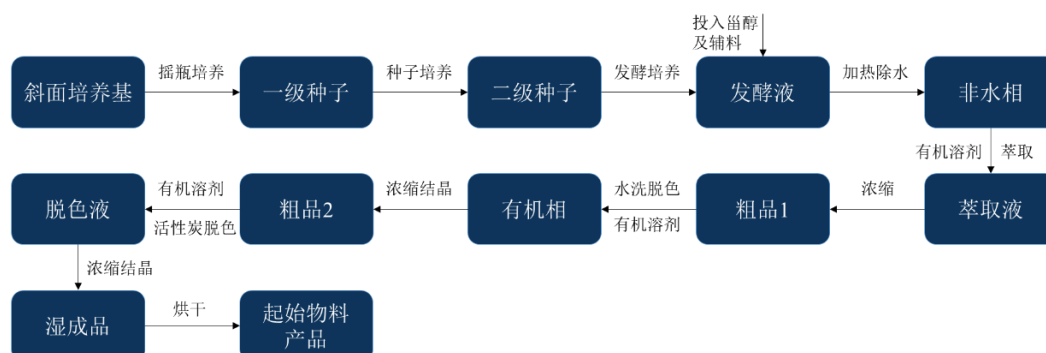 投入甾醇
及辅料
斜面培养基
摇瓶培养
一级种子
种子培养
二级种子
发酵培养
发酵液
加热除水
非水相
有机溶剂
萃取
萃取液
浓缩
粗品1
水洗脱色
有机溶剂
有机相
浓缩结晶
粗品2
有机溶剂
活性炭脱色
脱色液
浓缩结晶
湿成品
烘干
起始物料
产品